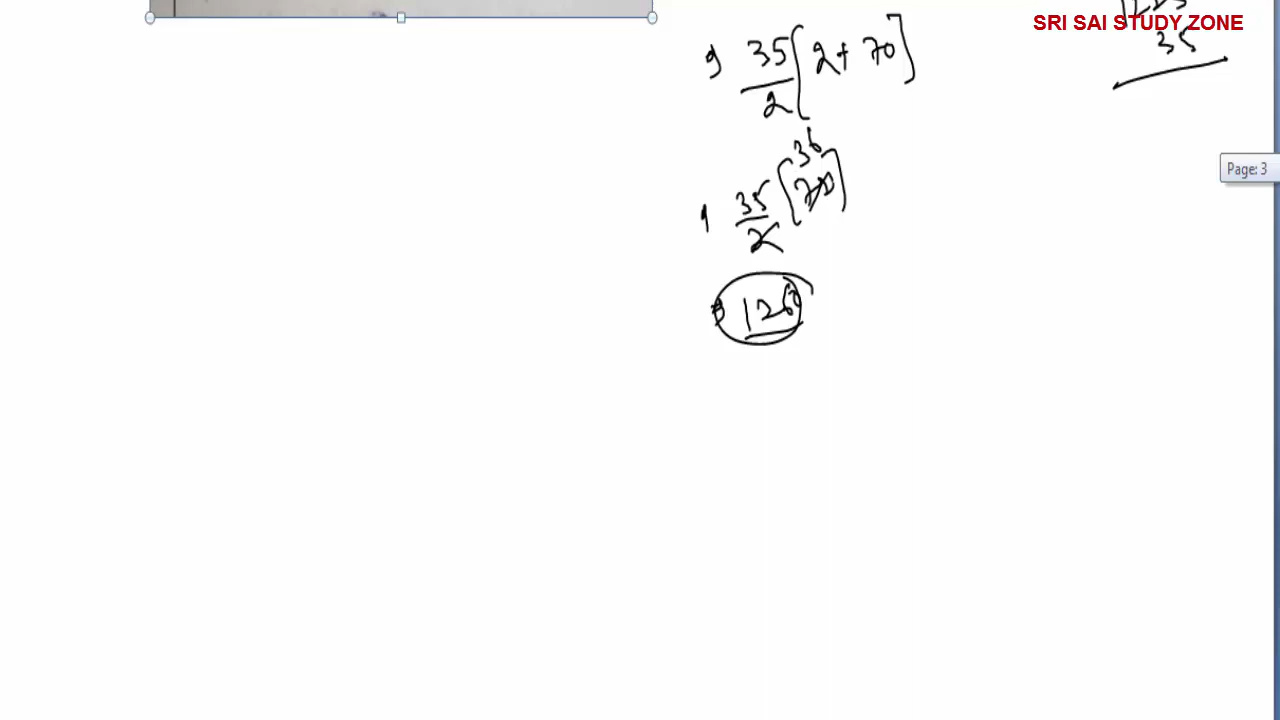 SRI SAI STUDY ZONE
35
35/2 [2+ 70]
36
35/2 [72]
1260
Page: 3